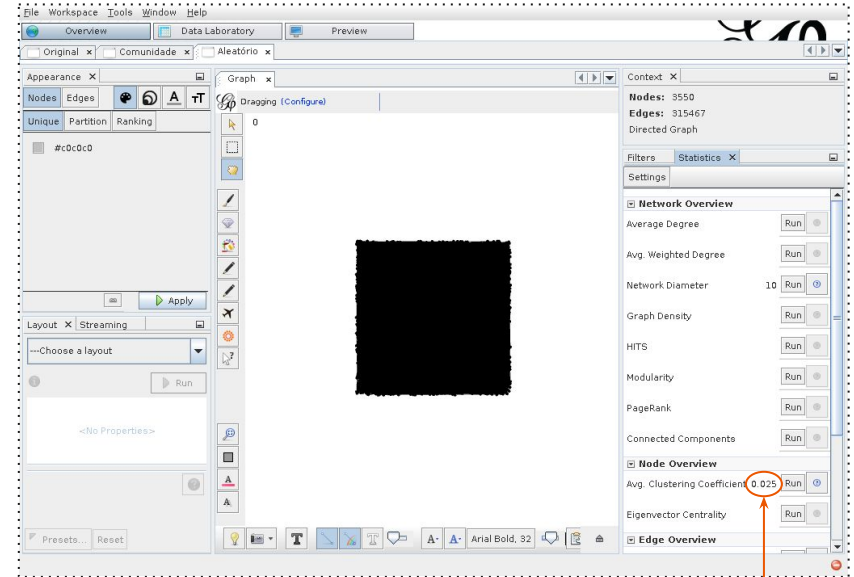 File Workspace Tools Window Help
Overview Data Laboratory Preview
Original × Comunidade × Aleatório ×
Appearance X
Nodes Edges A TT
Unique Partition Ranking
#c0c0c0
Apply
Layout X Streaming
---Choose a layout
Run
<No Properties>
Presets... Reset
Graph ×
Dragging (Configure)
0
A
A
T T A- A- Arial Bold, 32
Context X
Nodes: 3550
Edges: 315467
Directed Graph
Filters Statistics X
Settings
Network Overview
Average Degree Run
Avg. Weighted Degree Run
Network Diameter 10 Run
Graph Density Run
HITS Run
Modularity Run
PageRank Run
Connected Components Run
Node Overview
Avg. Clustering Coefficient 0.025 Run
Eigenvector Centrality Run
Edge Overview